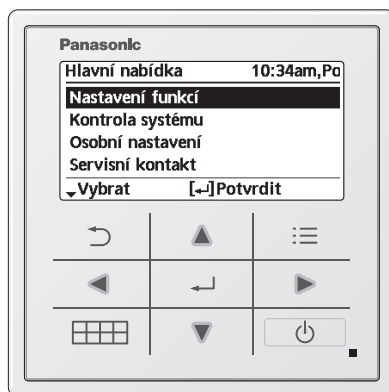 Panasonic
Hlavní nabídka 10:34am,Po
Nastavení funkcí
Kontrola systému
Osobní nastavení
Servisní kontakt
Vybrat [↵]Potvrdit